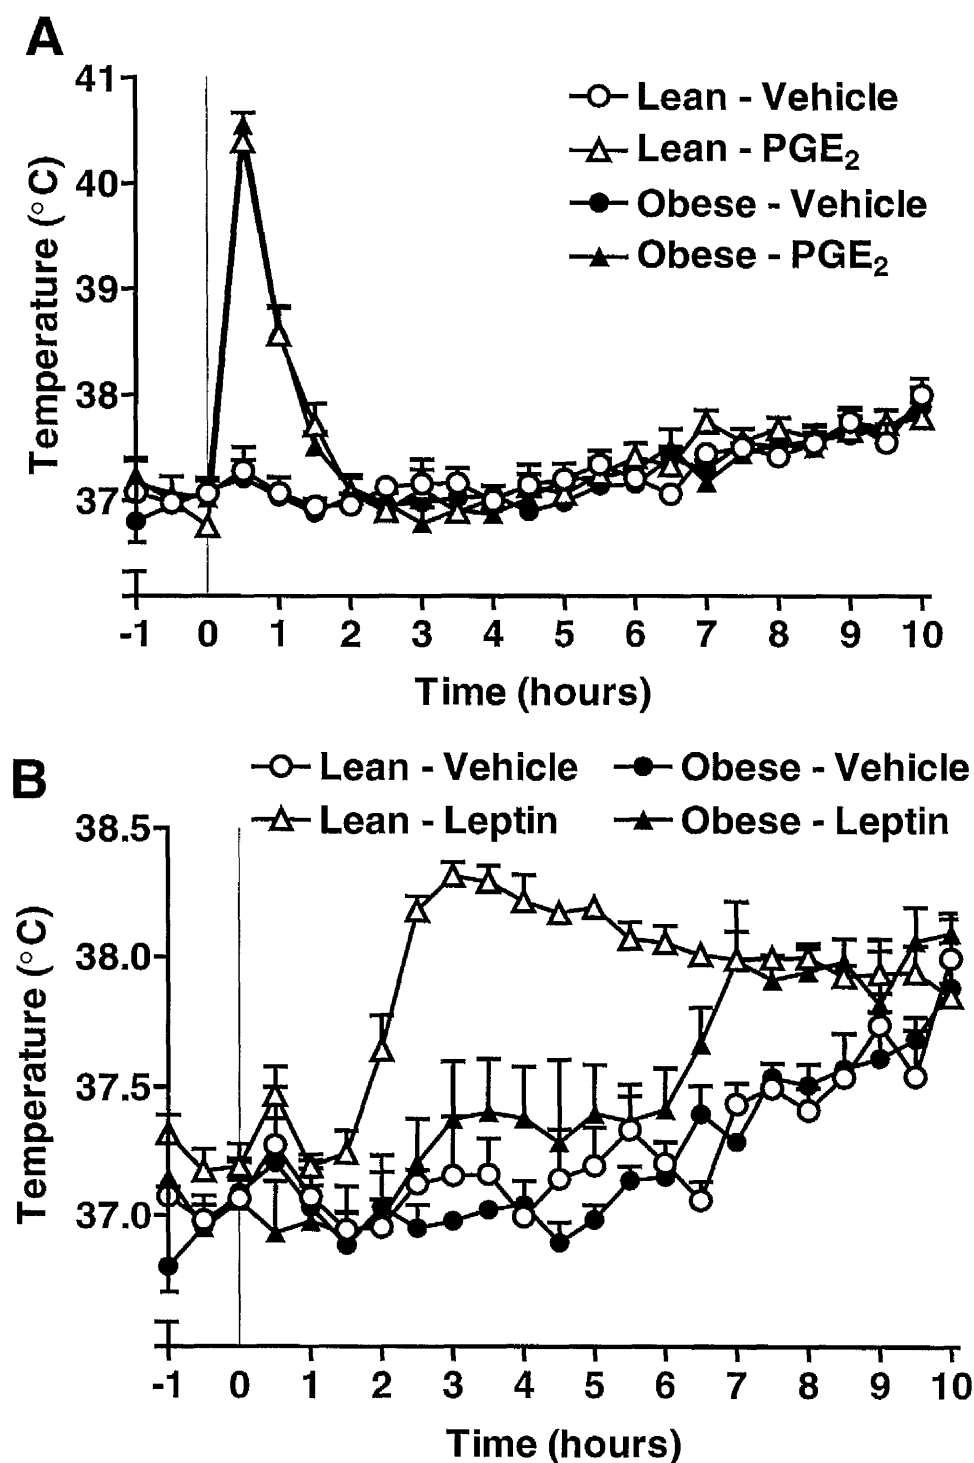 A
41
40
39
38
37
Temperature (°C)
Lean - Vehicle
Lean - PGE₂
Obese - Vehicle
Obese - PGE₂
-1 0 1 2 3 4 5 6 7 8 9 10
Time (hours)
B
Lean - Vehicle Obese - Vehicle
Lean - Leptin Obese - Leptin
38.5
38.0
37.5
37.0
Temperature (°C)
-1 0 1 2 3 4 5 6 7 8 9 10
Time (hours)